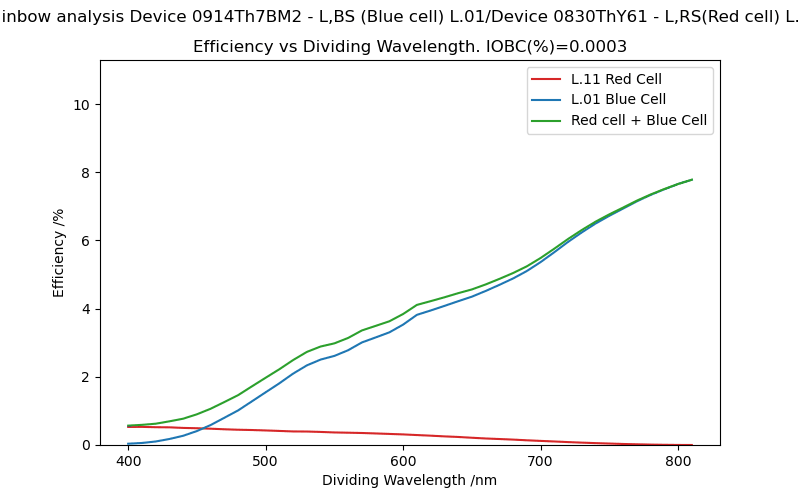 inbow analysis Device 0914Th7BM2 - L,BS (Blue cell) L.01/Device 0830ThY61 - L,RS(Red cell) L.
Efficiency vs Dividing Wavelength. IOBC(%)=0.0003
L.11 Red Cell
L.01 Blue Cell
Red cell + Blue Cell
Efficiency /%
10
8
6
4
2
0
400 500 600 700 800
Dividing Wavelength /nm